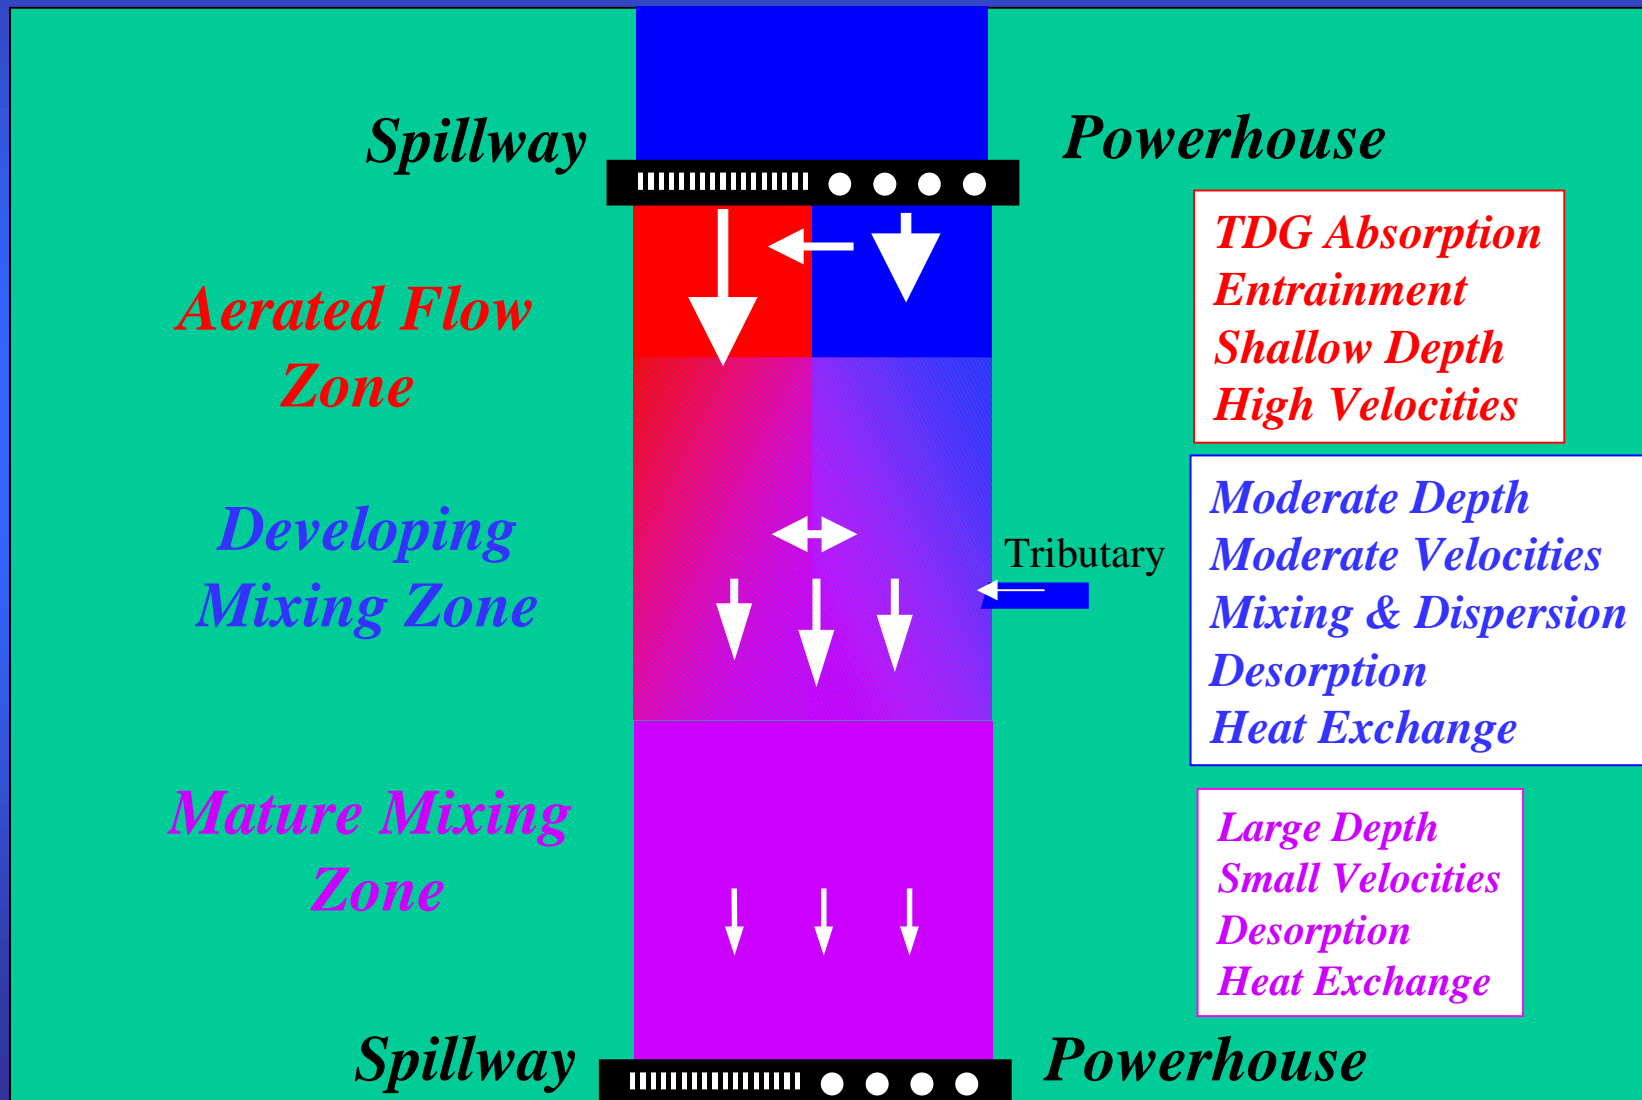 Spillway
Powerhouse
Aerated Flow
Zone
TDG Absorption
Entrainment
Shallow Depth
High Velocities
Developing
Mixing Zone
Tributary
Moderate Depth
Moderate Velocities
Mixing & Dispersion
Desorption
Heat Exchange
Mature Mixing
Zone
Large Depth
Small Velocities
Desorption
Heat Exchange
Spillway
Powerhouse